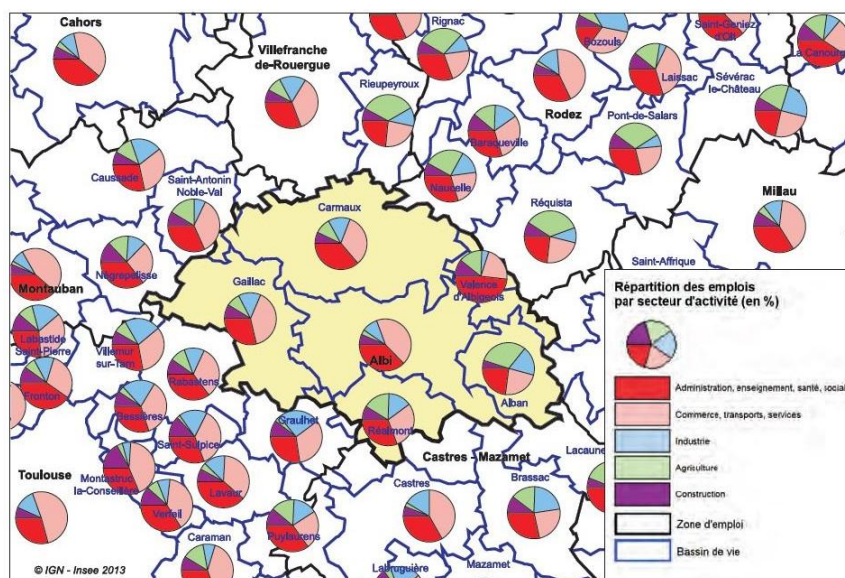 Cahors
Villefranche
de-Rouergue
Rignac
Bozouls
Saint-Geniez
d'Olt
La Canourgue
Rieupeyroux
Laissac
Sévérac
le-Château
Rodez
Pont-de-Salars
Baraqueville
Caussade
Saint-Antonin
Noble-Val
Naucelle
Carmaux
Réquista
Millau
Nègrepelisse
Gaillac
Valence
d'Albigeois
Saint-Affrique
Montauban
Labastide
Saint-Pierre
Villemur
sur-Tarn
Albi
Rabastens
Fronton
Alban
Bessières
Graulhet
Réalmont
Saint-Sulpice
Castres - Mazamet
Lacaune
Toulouse
Montastruc
la-Conseillère
Lavaur
Castres
Brassac
Verfeil
Caraman
Puylaurens
Labruguière
Mazamet
© IGN - Insee 2013
Répartition des emplois
par secteur d'activité (en %)
Administration, enseignement, santé, social
Commerce, transports, services
Industrie
Agriculture
Construction
Zone d'emploi
Bassin de vie